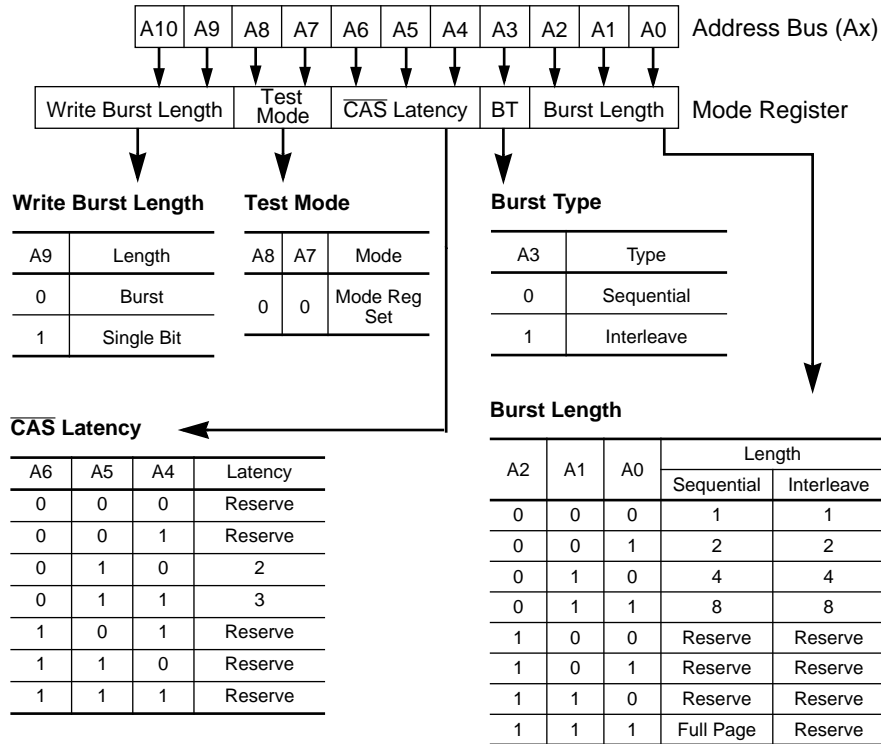 A10 A9 A8 A7 A6 A5 A4 A3 A2 A1 A0 Address Bus (Ax)
Write Burst Length Test Mode CAS Latency BT Burst Length Mode Register
Write Burst Length
A9 Length
0 Burst
1 Single Bit
Test Mode
A8 A7 Mode
0 0 Mode Reg
Set
Burst Type
A3 Type
0 Sequential
1 Interleave
CAS Latency
A6 A5 A4 Latency
0 0 0 Reserve
0 0 1 Reserve
0 1 0 2
0 1 1 3
1 0 1 Reserve
1 1 0 Reserve
1 1 1 Reserve
Burst Length
A2 A1 A0 Length
Sequential Interleave
0 0 0 1 1
0 0 1 2 2
0 1 0 4 4
0 1 1 8 8
1 0 0 Reserve Reserve
1 0 1 Reserve Reserve
1 1 0 Reserve Reserve
1 1 1 Full Page Reserve